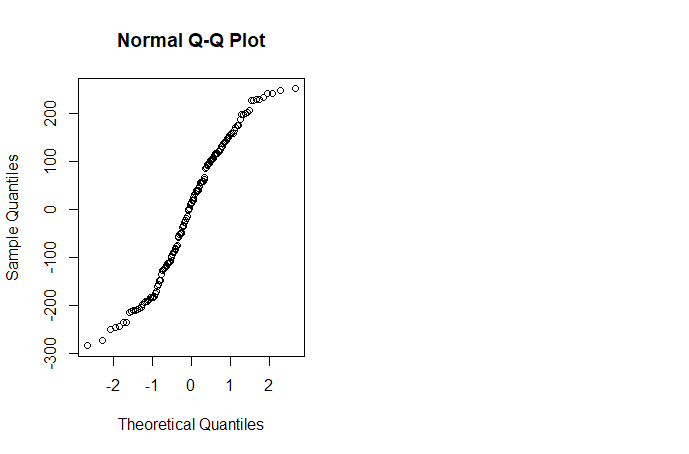 Normal Q-Q Plot
Sample Quantiles
200
100
0
-100
-200
-300
-2 -1 0 1 2
Theoretical Quantiles